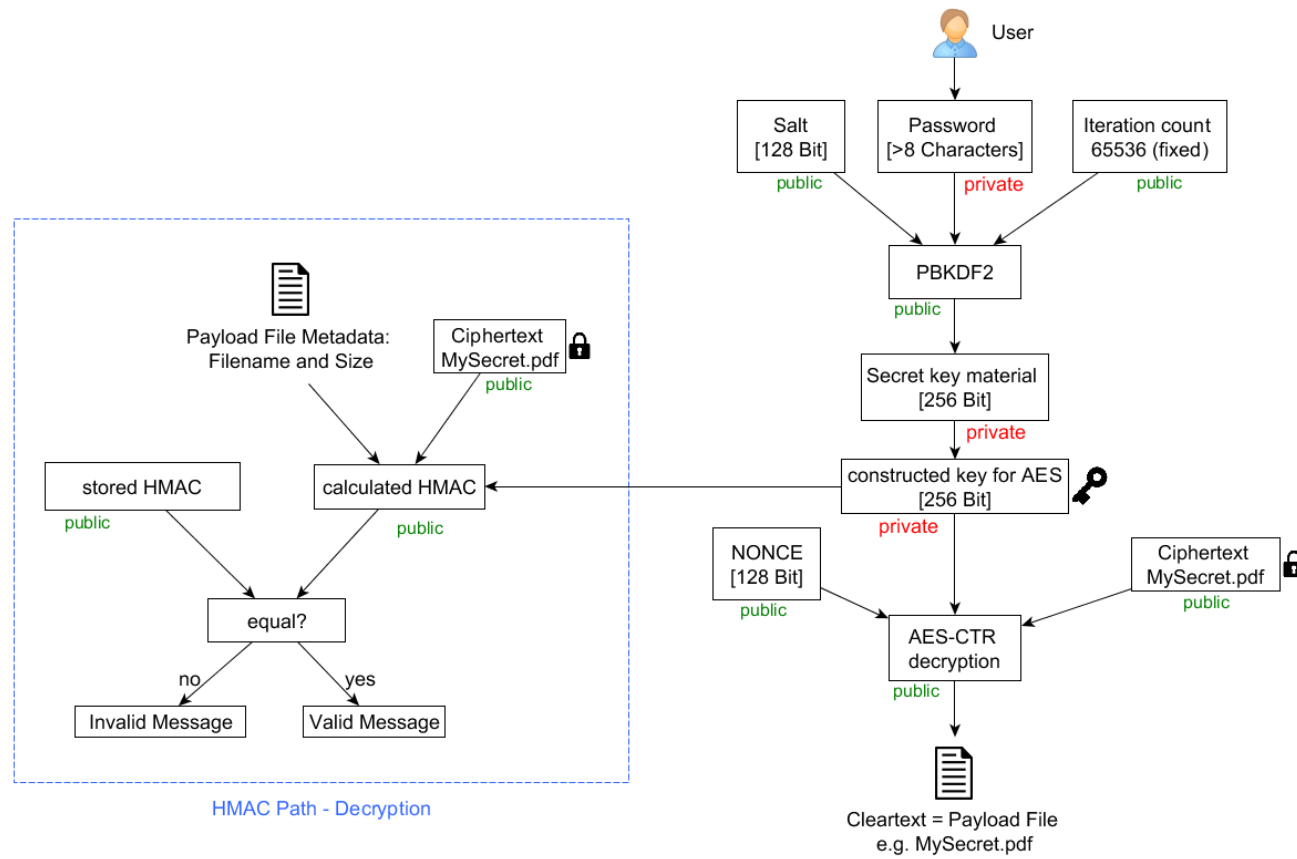 User
Salt
[128 Bit]
public
Password
[>8 Characters]
private
Iteration count
65536 (fixed)
public
PBKDF2
public
Secret key material
[256 Bit]
private
constructed key for AES
[256 Bit]
private
NONCE
[128 Bit]
public
Ciphertext
MySecret.pdf
public
AES-CTR
decryption
public
Cleartext = Payload File
e.g. MySecret.pdf
Payload File Metadata:
Filename and Size
Ciphertext
MySecret.pdf
public
stored HMAC
public
calculated HMAC
public
equal?
no
yes
Invalid Message
Valid Message
HMAC Path - Decryption